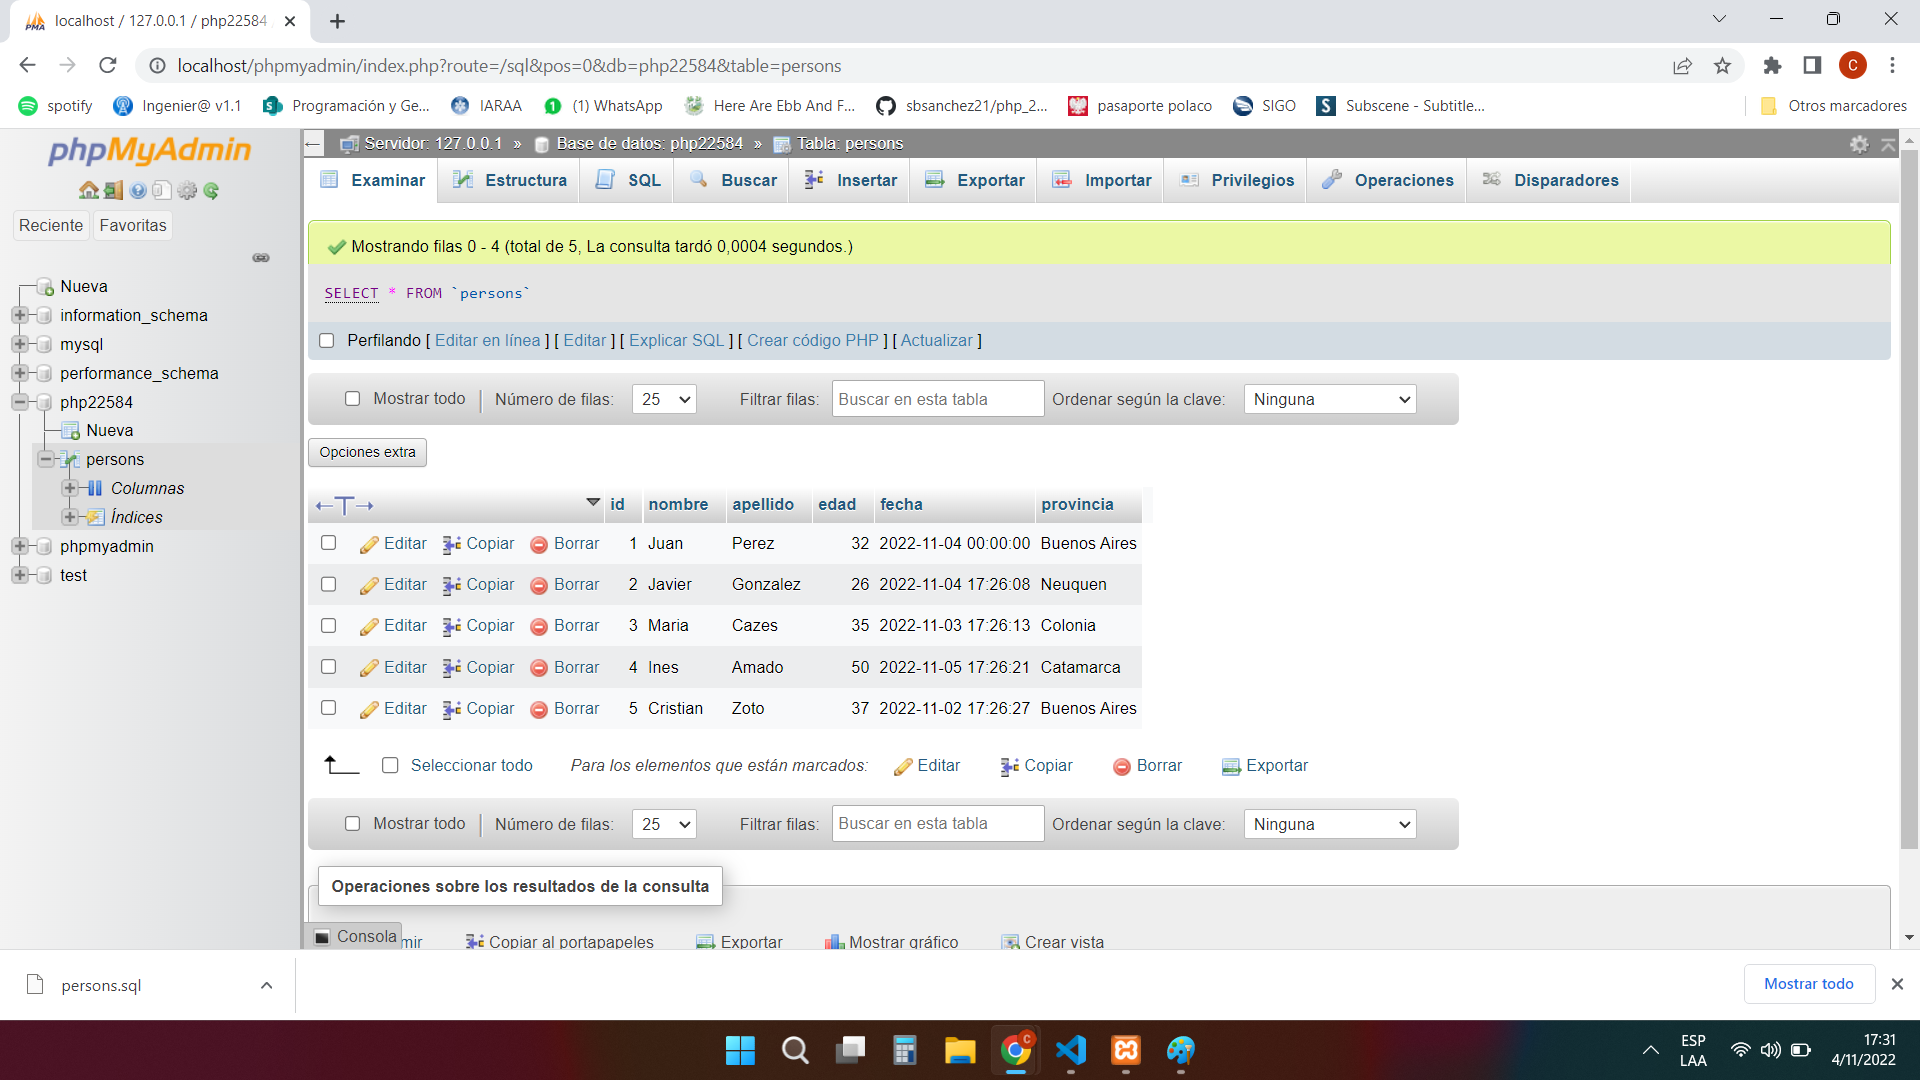 localhost / 127.0.0.1 / php22584
localhost/phpmyadmin/index.php?route=/sql&pos=0&db=php22584&table=persons
C
spotify
Ingenier@ v1.1
Programación y Ge...
IARAA
(1) WhatsApp
Here Are Ebb And F...
sbsanchez21/php_2...
pasaporte polaco
SIGO
Subscene - Subtitle...
Otros marcadores
phpMyAdmin
Reciente
Favoritas
Nueva
information_schema
mysql
performance_schema
php22584
Nueva
persons
Columnas
Índices
phpmyadmin
test
Servidor: 127.0.0.1 » Base de datos: php22584 » Tabla: persons
Examinar Estructura SQL Buscar Insertar Exportar Importar Privilegios Operaciones Disparadores
Mostrando filas 0 - 4 (total de 5, La consulta tardó 0,0004 segundos.)
SELECT * FROM `persons`
Perfilando [ Editar en línea ] [ Editar ] [ Explicar SQL ] [ Crear código PHP ] [ Actualizar ]
Mostrar todo Número de filas: 25 Filtrar filas: Buscar en esta tabla Ordenar según la clave: Ninguna
Opciones extra
←T→ id nombre apellido edad fecha provincia
Editar Copiar Borrar 1 Juan Perez 32 2022-11-04 00:00:00 Buenos Aires
Editar Copiar Borrar 2 Javier Gonzalez 26 2022-11-04 17:26:08 Neuquen
Editar Copiar Borrar 3 Maria Cazes 35 2022-11-03 17:26:13 Colonia
Editar Copiar Borrar 4 Ines Amado 50 2022-11-05 17:26:21 Catamarca
Editar Copiar Borrar 5 Cristian Zoto 37 2022-11-02 17:26:27 Buenos Aires
Seleccionar todo Para los elementos que están marcados: Editar Copiar Borrar Exportar
Mostrar todo Número de filas: 25 Filtrar filas: Buscar en esta tabla Ordenar según la clave: Ninguna
Operaciones sobre los resultados de la consulta
Consola
mir Copiar al portapapeles Exportar Mostrar gráfico Crear vista
persons.sql
Mostrar todo
ESP
LAA
17:31
4/11/2022